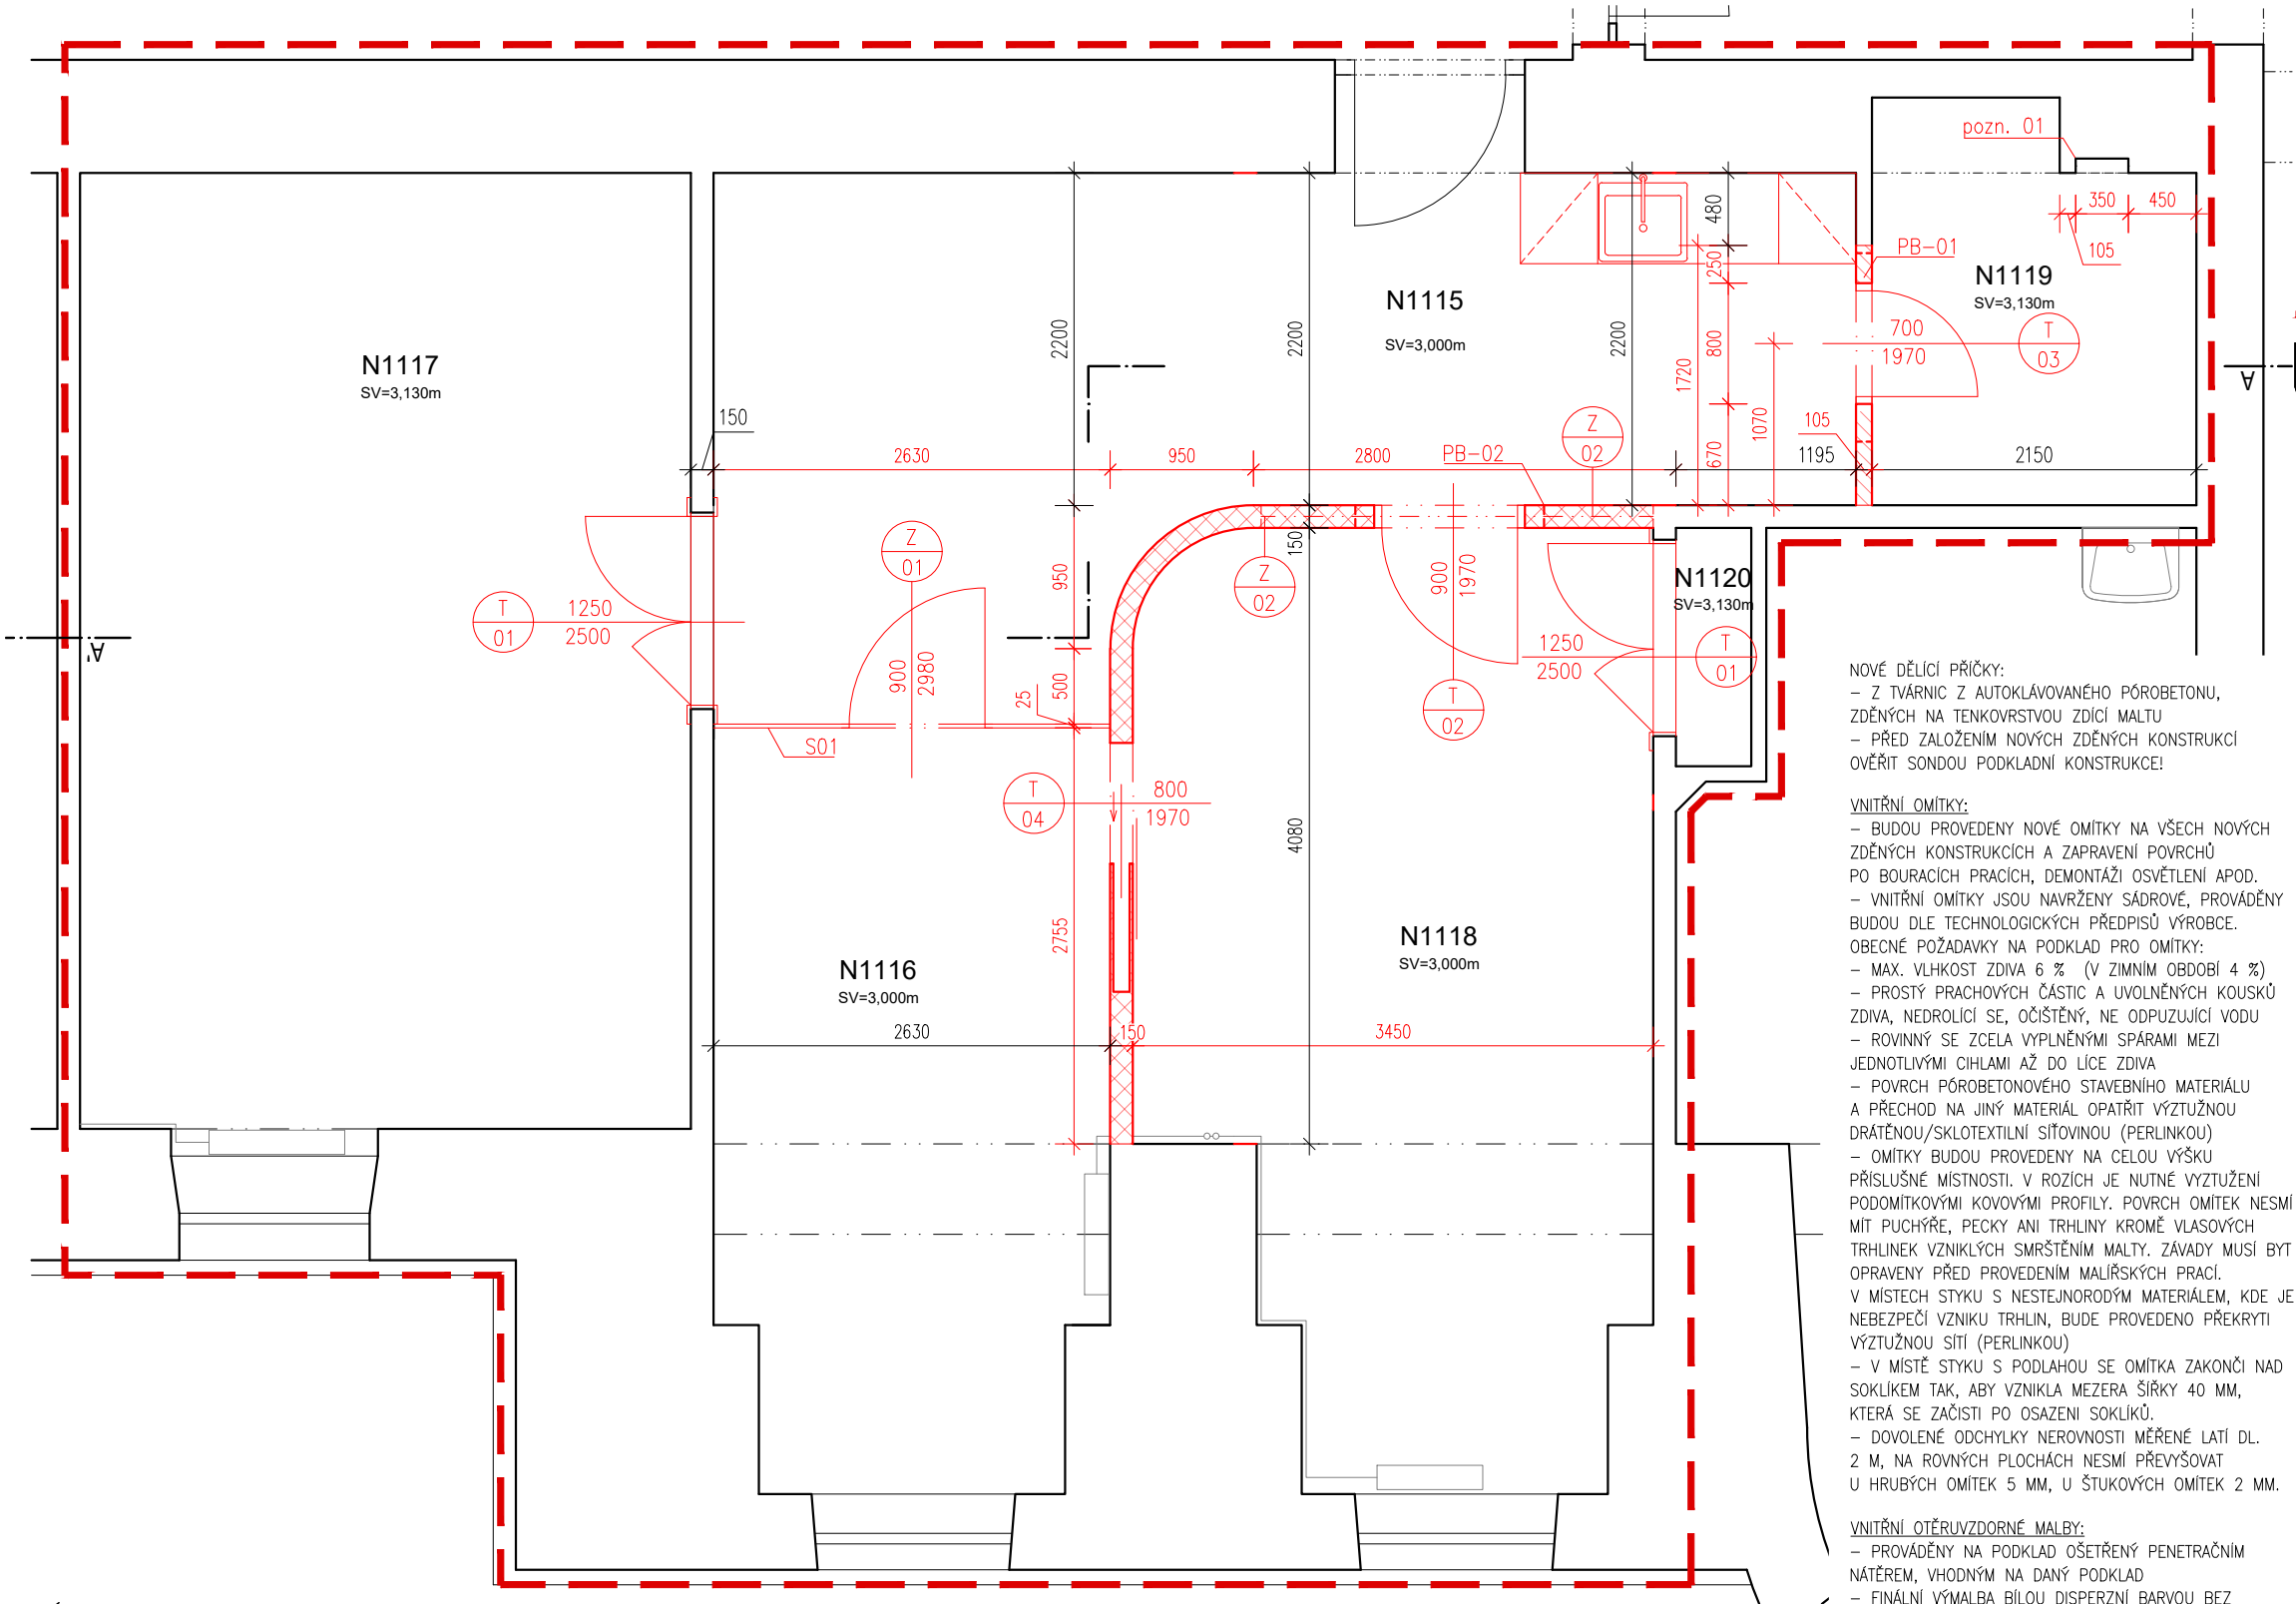 pozn. 01
350
450
105
480
250
PB-01
N1119
SV=3,130m
N1115
SV=3,000m
2200
2200
2200
1720
800
700
1970
T
03
N1117
SV=3,130m
A
150
2630
950
2800
PB-02
Z
02
670
1070
105
1195
2150
Z
01
950
150
Z
02
900
1970
N1120
SV=3,130m
T
01
1250
2500
A'
900
2980
25
500
1250
2500
T
01
T
02
S01
T
04
800
1970
4080
2755
N1116
SV=3,000m
N1118
SV=3,000m
2630
150
3450
NOVÉ DĚLÍCÍ PŘÍČKY:
– Z TVÁRNIC Z AUTOKLÁVOVANÉHO PÓROBETONU,
ZDĚNÝCH NA TENKOVRSTVOU ZDÍCÍ MALTU
– PŘED ZALOŽENÍM NOVÝCH ZDĚNÝCH KONSTRUKCÍ
OVĚŘIT SONDOU PODKLADNÍ KONSTRUKCE!
VNITŘNÍ OMÍTKY:
– BUDOU PROVEDENY NOVÉ OMÍTKY NA VŠECH NOVÝCH
ZDĚNÝCH KONSTRUKCÍCH A ZAPRAVENÍ POVRCHŮ
PO BOURACÍCH PRACÍCH, DEMONTÁŽI OSVĚTLENÍ APOD.
– VNITŘNÍ OMÍTKY JSOU NAVRŽENY SÁDROVÉ, PROVÁDĚNY
BUDOU DLE TECHNOLOGICKÝCH PŘEDPISŮ VÝROBCE.
OBECNÉ POŽADAVKY NA PODKLAD PRO OMÍTKY:
– MAX. VLHKOST ZDIVA 6 % (V ZIMNÍM OBDOBÍ 4 %)
– PROSTÝ PRACHOVÝCH ČÁSTIC A UVOLNĚNÝCH KOUSKŮ
ZDIVA, NEDROLÍCÍ SE, OČIŠTĚNÝ, NE ODPUZUJÍCÍ VODU
– ROVINNÝ SE ZCELA VYPLNĚNÝMI SPÁRAMI MEZI
JEDNOTLIVÝMI CIHLAMI AŽ DO LÍCE ZDIVA
– POVRCH PÓROBETONOVÉHO STAVEBNÍHO MATERIÁLU
A PŘECHOD NA JINÝ MATERIÁL OPATŘIT VÝZTUŽNOU
DRÁTĚNOU/SKLOTEXTILNÍ SÍŤOVINOU (PERLINKOU)
– OMÍTKY BUDOU PROVEDENY NA CELOU VÝŠKU
PŘÍSLUŠNÉ MÍSTNOSTI. V ROZÍCH JE NUTNÉ VYZTUŽENÍ
PODOMÍTKOVÝMI KOVOVÝMI PROFILY. POVRCH OMÍTEK NESMÍ
MÍT PUCHÝŘE, PECKY ANI TRHLINY KROMĚ VLASOVÝCH
TRHLINEK VZNIKLÝCH SMRŠTĚNÍM MALTY. ZÁVADY MUSÍ BYT
OPRAVENY PŘED PROVEDENÍM MALÍŘSKÝCH PRACÍ.
V MÍSTECH STYKU S NESTEJNORODÝM MATERIÁLEM, KDE JE
NEBEZPEČÍ VZNIKU TRHLIN, BUDE PROVEDENO PŘEKRYTI
VÝZTUŽNOU SÍTÍ (PERLINKOU)
– V MÍSTĚ STYKU S PODLAHOU SE OMÍTKA ZAKONČI NAD
SOKLÍKEM TAK, ABY VZNIKLA MEZERA ŠÍŘKY 40 MM,
KTERÁ SE ZAČISTI PO OSAZENI SOKLÍKŮ.
– DOVOLENÉ ODCHYLKY NEROVNOSTI MĚŘENÉ LATÍ DL.
2 M, NA ROVNÝCH PLOCHÁCH NESMÍ PŘEVYŠOVAT
U HRUBÝCH OMÍTEK 5 MM, U ŠTUKOVÝCH OMÍTEK 2 MM.
VNITŘNÍ OTĚRUVZDORNÉ MALBY:
– PROVÁDĚNY NA PODKLAD OŠETŘENÝ PENETRAČNÍM
NÁTĚREM, VHODNÝM NA DANÝ PODKLAD
– FINÁLNÍ VÝMALBA BÍLOU DISPERZNÍ BARVOU BEZ